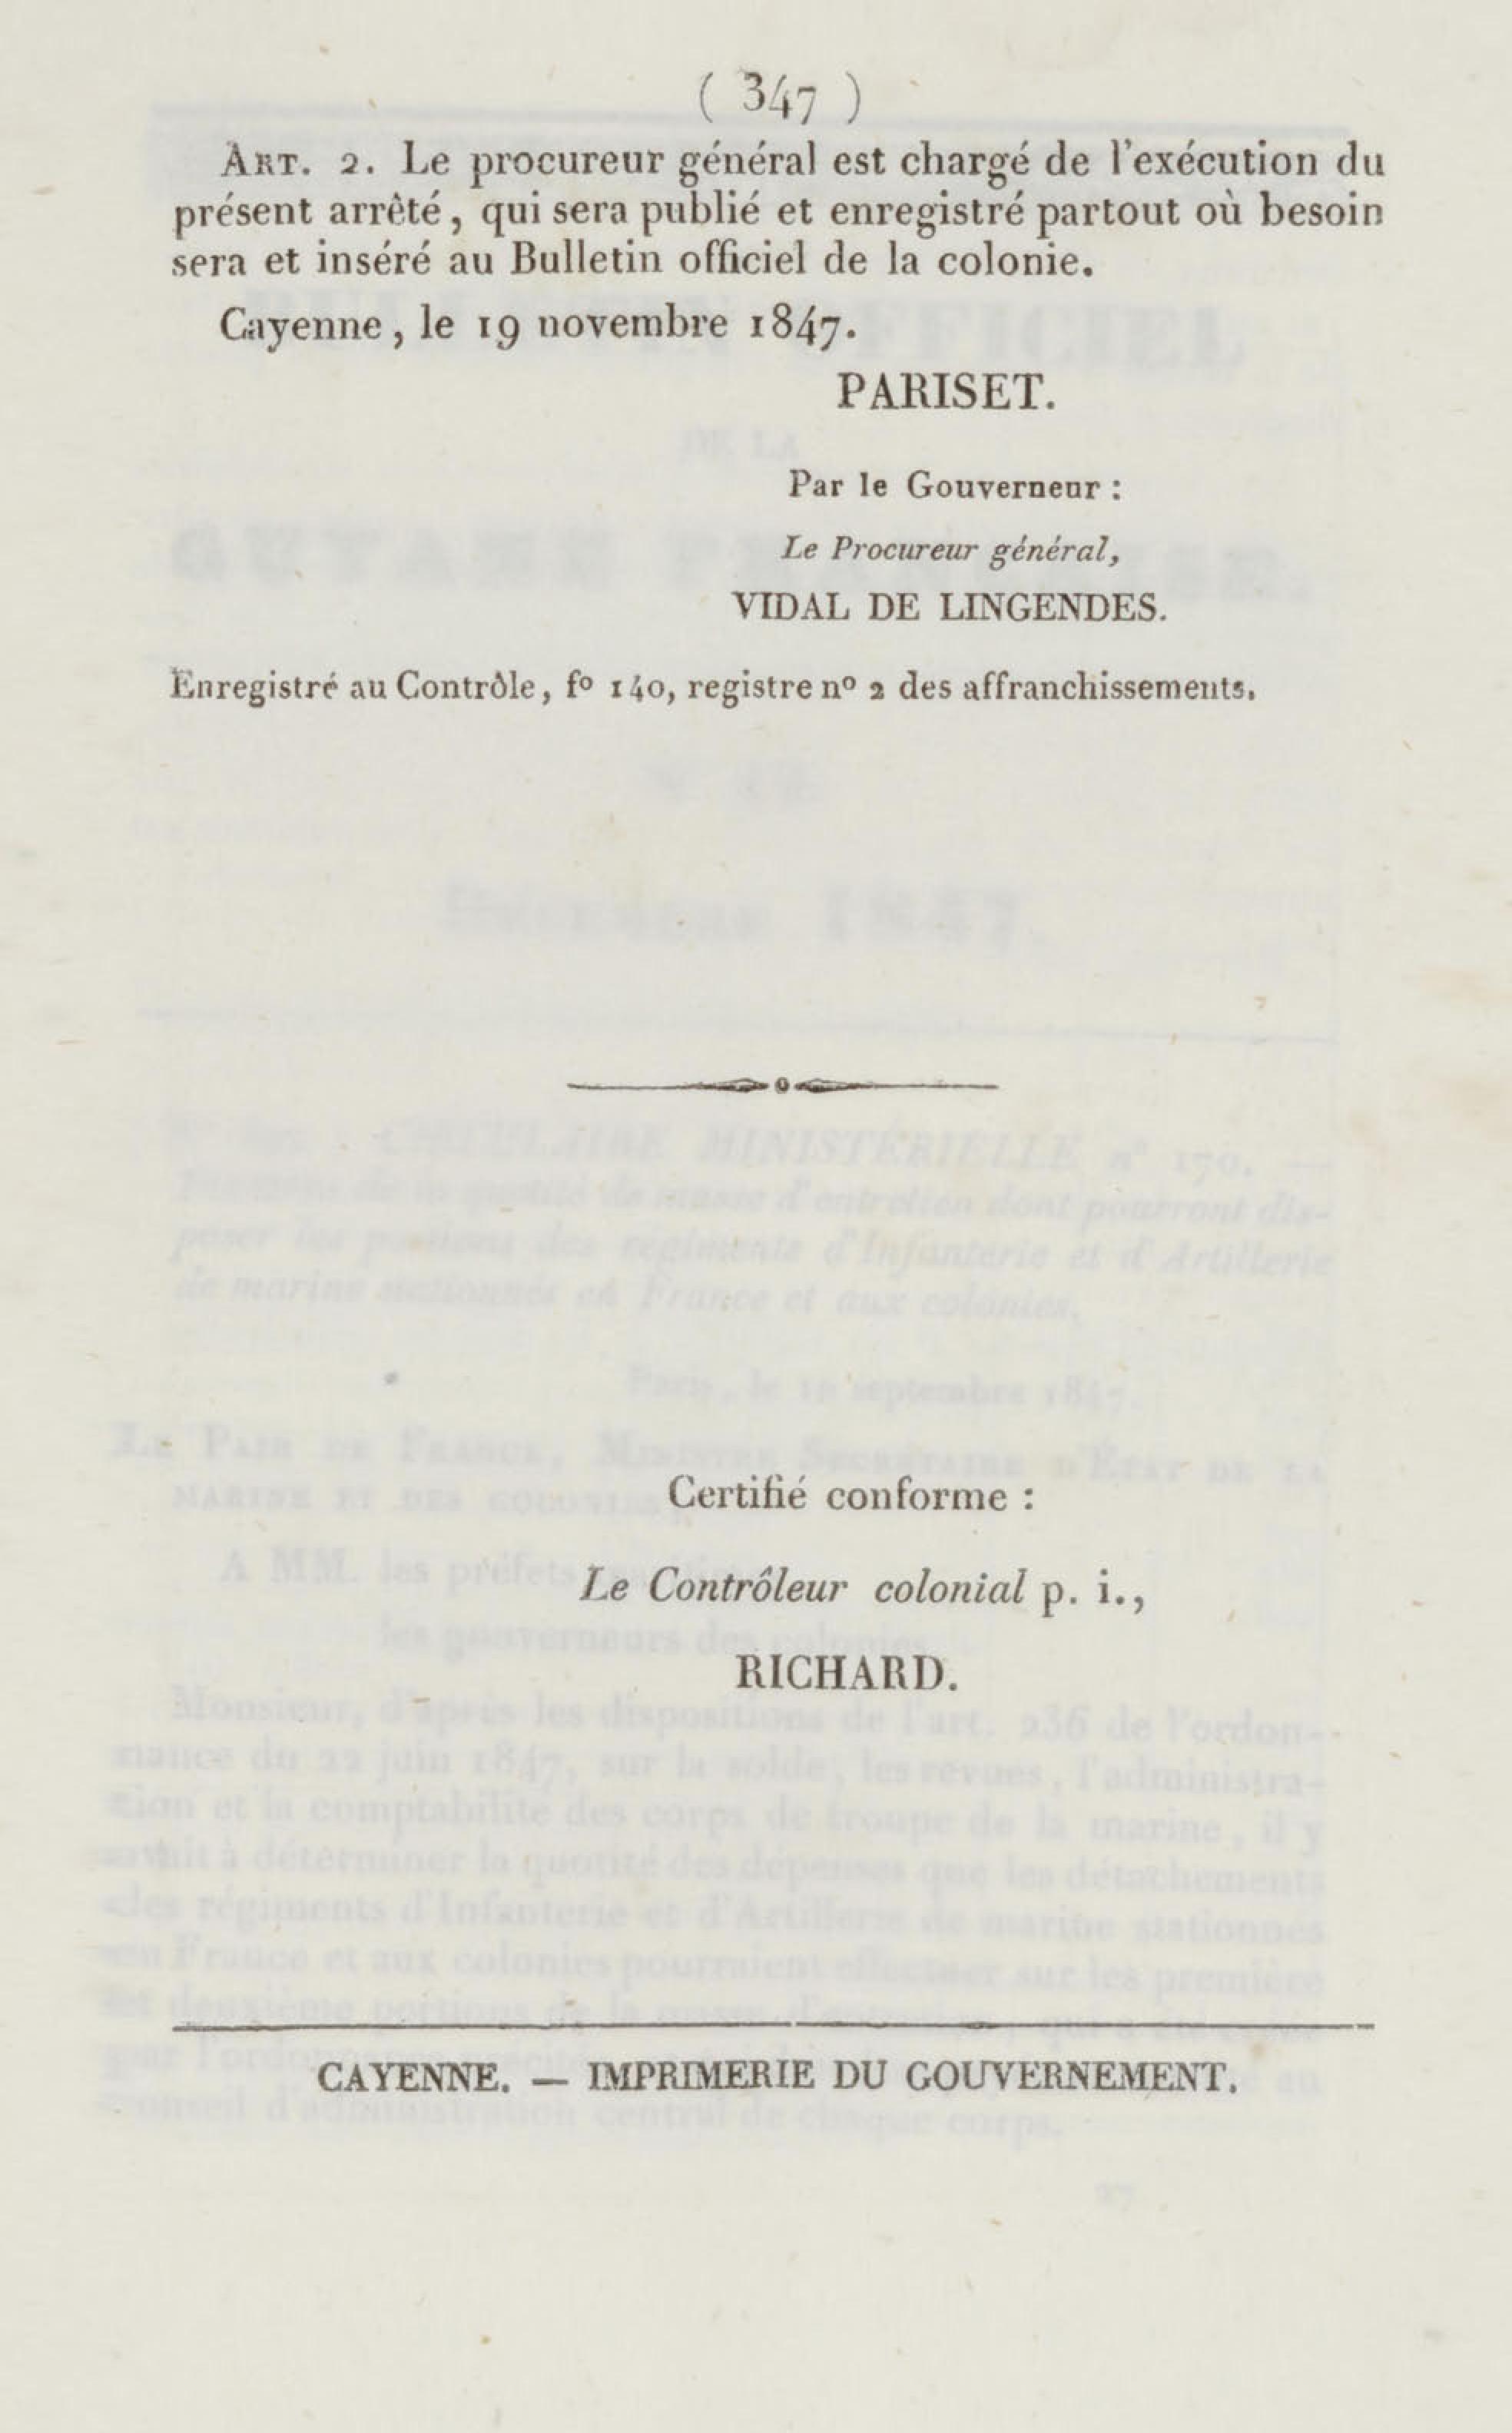 ( 347 )
ART. 2. Le procureur général est chargé de l'exécution du
présent arrêté, qui sera publié et enregistré partout où besoin
sera et inséré au Bulletin officiel de la colonie.
Cayenne, le 19 novembre 1847.
PARISET.
Par le Gouverneur :
Le Procureur général,
VIDAL DE LINGENDES.
Enregistré au Contrôle, f° 140, registre n° 2 des affranchissements.
Certifié conforme :
Le Contrôleur colonial p. i.,
RICHARD.
CAYENNE. — IMPRIMERIE DU GOUVERNEMENT.